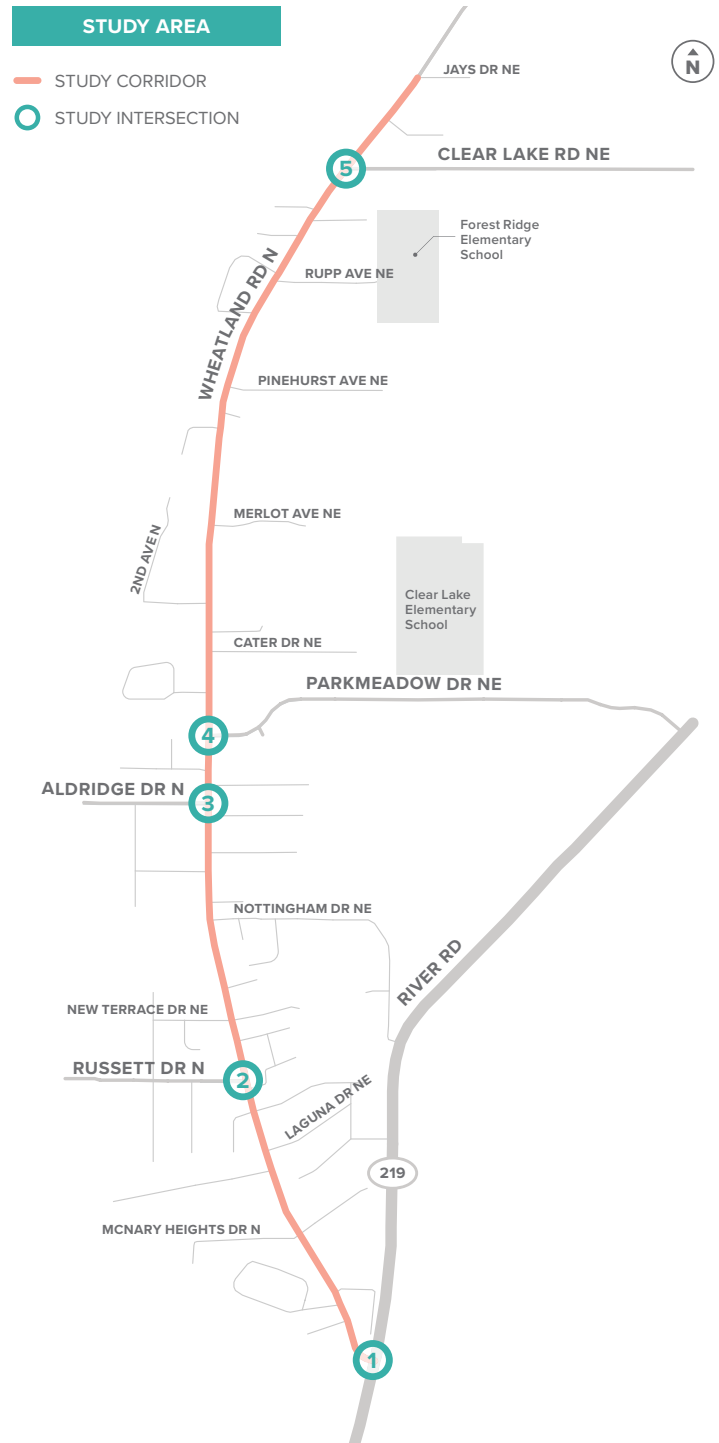 STUDY AREA
N
STUDY CORRIDOR
STUDY INTERSECTION
JAYS DR NE
CLEAR LAKE RD NE
5
Forest Ridge
Elementary
School
WHEATLAND RD N
RUPP AVE NE
PINEHURST AVE NE
MERLOT AVE NE
2ND AVE N
Clear Lake
Elementary
School
CATER DR NE
PARKMEADOW DR NE
4
ALDRIDGE DR N
3
NOTTINGHAM DR NE
RIVER RD
NEW TERRACE DR NE
RUSSETT DR N
2
LAGUNA DR NE
219
MCNARY HEIGHTS DR N
1